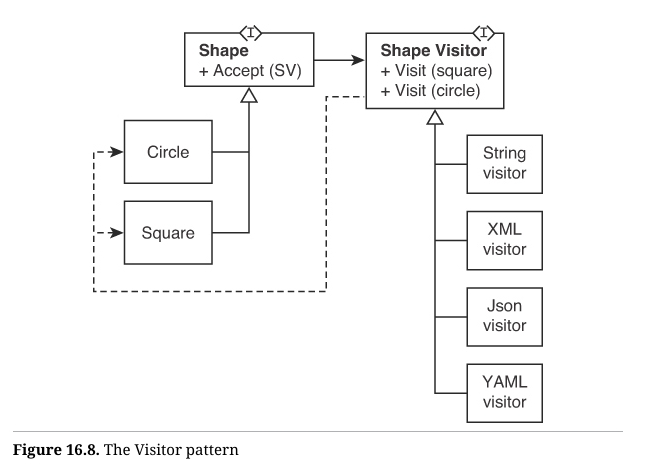 I
Shape
+ Accept (SV)
I
Shape Visitor
+ Visit (square)
+ Visit (circle)
Circle
Square
String
visitor
XML
visitor
Json
visitor
YAML
visitor
Figure 16.8. The Visitor pattern